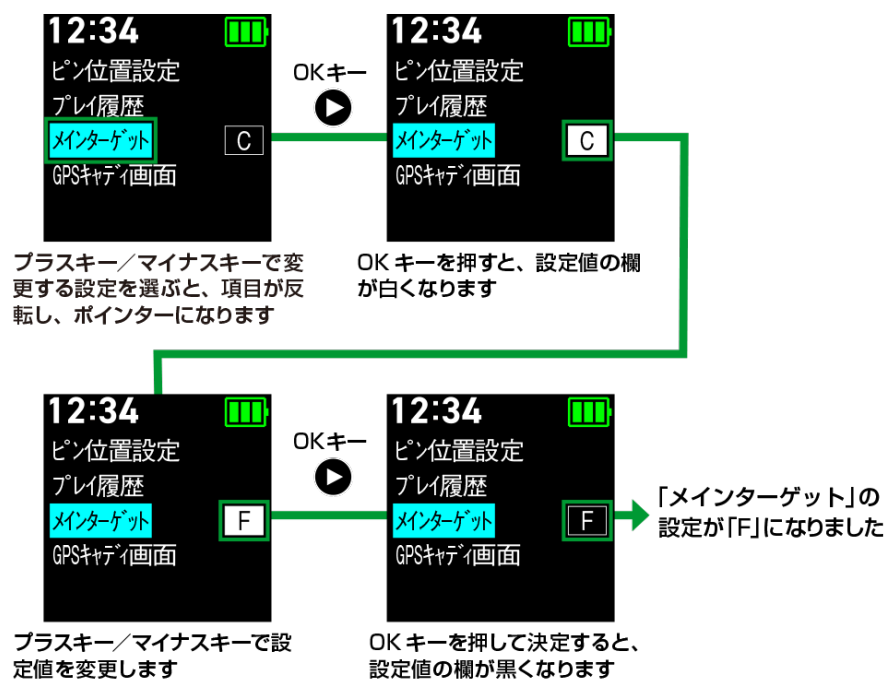 12:34
ピン位置設定
プレイ履歴
メインターゲット C
GPSキャディ画面
プラスキー／マイナスキーで変
更する設定を選ぶと、項目が反
転し、ポインターになります
OKキー
12:34
ピン位置設定
プレイ履歴
メインターゲット C
GPSキャディ画面
OK キーを押すと、設定値の欄
が白くなります
12:34
ピン位置設定
プレイ履歴
メインターゲット F
GPSキャディ画面
プラスキー／マイナスキーで設
定値を変更します
OKキー
12:34
ピン位置設定
プレイ履歴
メインターゲット F
GPSキャディ画面
OK キーを押して決定すると、
設定値の欄が黒くなります
「メインターゲット」の
設定が「F」になりました